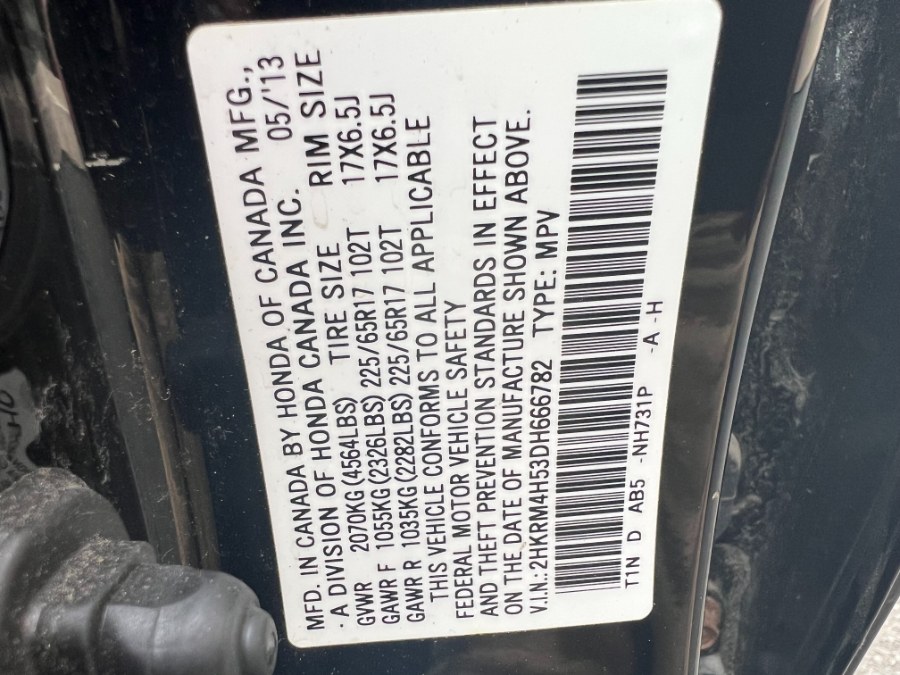 MFD. IN CANADA BY HONDA OF CANADA MFG.,
A DIVISION OF HONDA CANADA INC. 05/'13
TIRE SIZE RIM SIZE
GVWR 2070KG(4564LBS)
GAWR F 1055KG(2326LBS) 225/65R17 102T 17X6.5J
GAWR R 1035KG(2282LBS) 225/65R17 102T 17X6.5J
THIS VEHICLE CONFORMS TO ALL APPLICABLE
FEDERAL MOTOR VEHICLE SAFETY
AND THEFT PREVENTION STANDARDS IN EFFECT
ON THE DATE OF MANUFACTURE SHOWN ABOVE.
V.I.N.:2HKRM4H53DH666782 TYPE: MPV
T1N D AB5 -NH731P -A -H